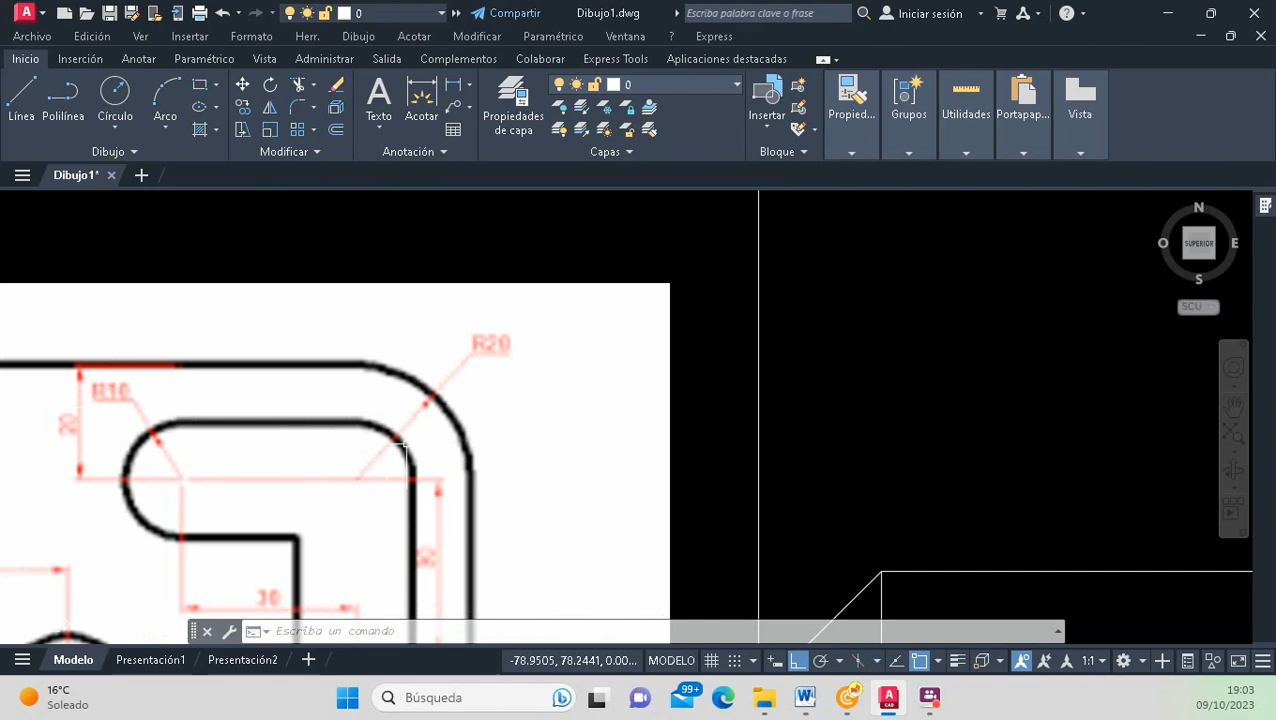 0
Compartir
Dibujo1.dwg
Escriba palabra clave o frase
Iniciar sesión
?
Archivo Edición Ver Insertar Formato Herr. Dibujo Acotar Modificar Paramétrico Ventana ? Express
Inicio Inserción Anotar Paramétrico Vista Administrar Salida Complementos Colaborar Express Tools Aplicaciones destacadas
0
Línea Polilínea Círculo Arco
A
Texto Acotar
Propiedades de capa
Insertar
Propied... Grupos Utilidades Portapap... Vista
Dibujo Modificar Anotación Capas Bloque
Dibujo1*
N
O SUPERIOR E
S
SCU
R20
R10
20
30
Escriba un comando
Modelo Presentación1 Presentación2
-78.9505, 78.2441, 0.00... MODELO
1:1
16°C
Soleado
Búsqueda
99+
W
A
CAD
19:03
09/10/2023